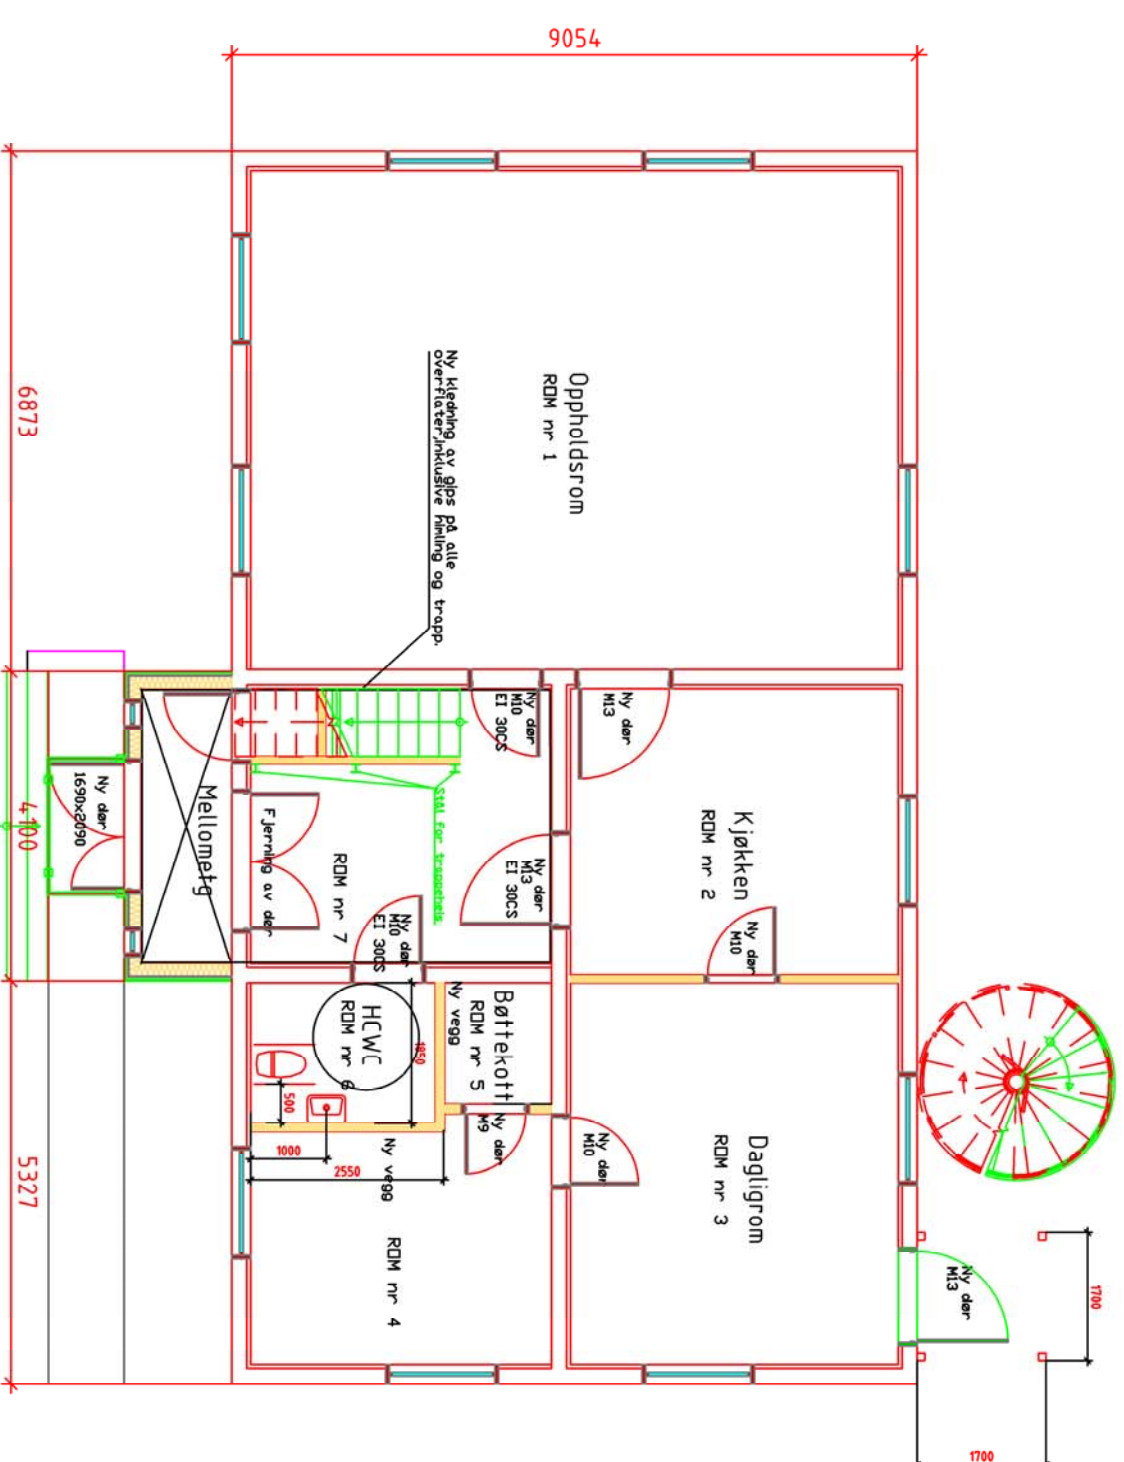 9054
6873
4100
5327
Oppholdsrom
ROM nr 1
Ny kledning av gips på alle
overflater,inklusive himling og trapp.
Ny dør
M10
EI 30CS
Ny dør
M13
Kjøkken
ROM nr 2
Ny dør
M13
EI 30CS
Stål for trappeheis
Ny dør
M10
Mellometg
Ny dør
1690x2090
Fjerning av dør
ROM nr 7
Ny dør
M10
EI 30CS
HCWC
ROM nr 6
1850
500
1000
2550
Ny vegg
Bøttekott
ROM nr 5
Ny dør
M9
Ny vegg
ROM nr 4
Ny dør
M10
Dagligrom
ROM nr 3
Ny dør
M13
1700
1700